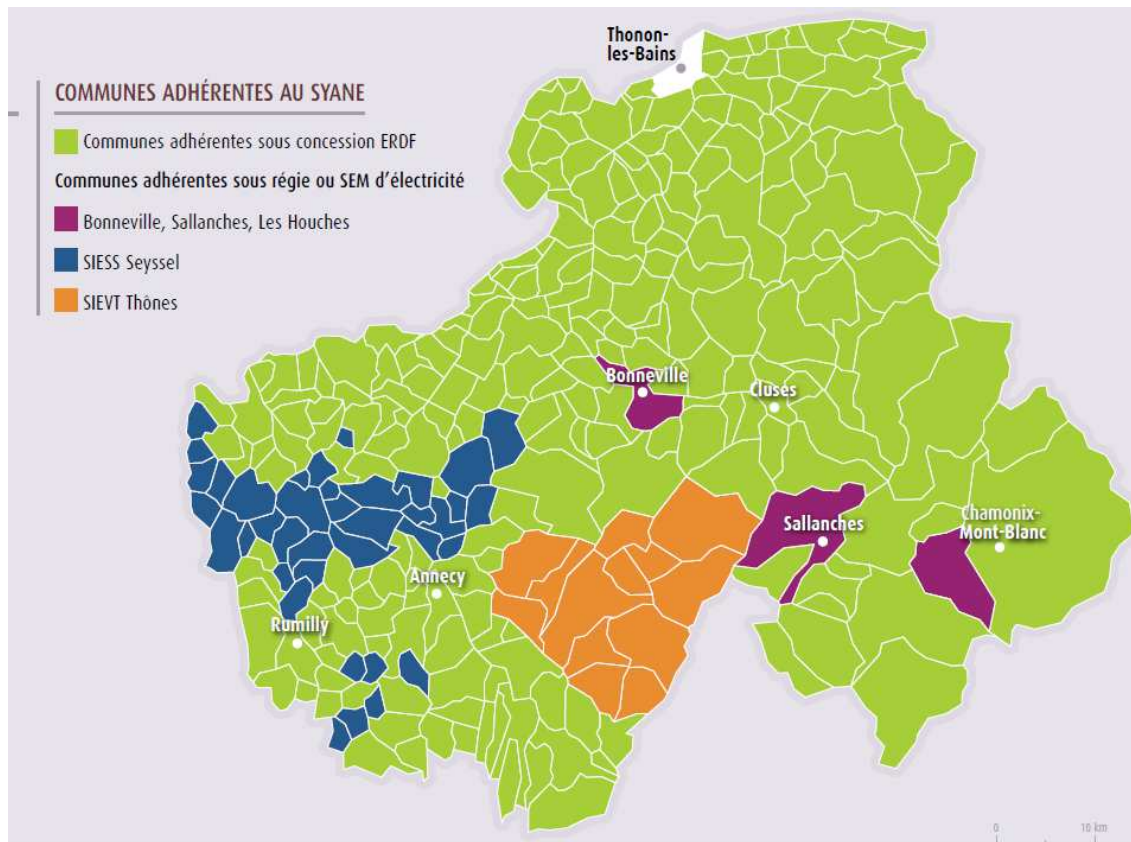 Thonon-
les-Bains
COMMUNES ADHÉRENTES AU SYANE
Communes adhérentes sous concession ERDF
Communes adhérentes sous régie ou SEM d'électricité
Bonneville, Sallanches, Les Houches
SIESS Seyssel
SIEVT Thônes
Bonneville
Cluses
Sallanches
Chamonix-
Mont-Blanc
Annecy
Rumilly
0 10 km